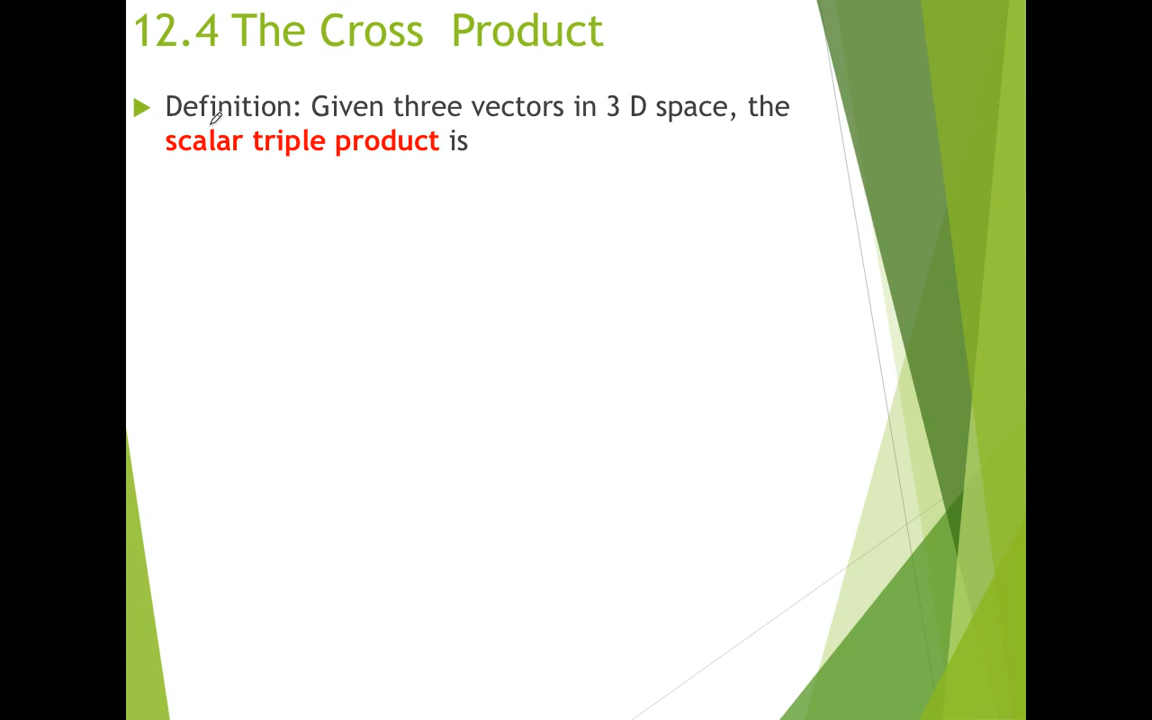 12.4 The Cross Product
Definition: Given three vectors in 3 D space, the
scalar triple product is